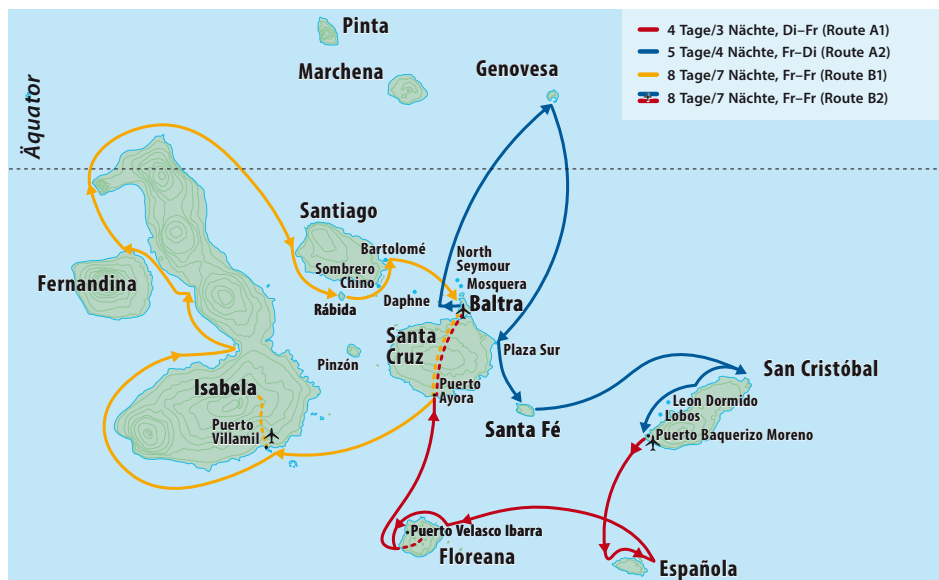 Pinta
Marchena
Genovesa
4 Tage/3 Nächte, Di–Fr (Route A1)
5 Tage/4 Nächte, Fr–Di (Route A2)
8 Tage/7 Nächte, Fr–Fr (Route B1)
8 Tage/7 Nächte, Fr–Fr (Route B2)
Äquator
Santiago
Bartolomé
North
Seymour
Sombrero
Chino
Mosquera
Fernandina
Rábida
Daphne
Baltra
Santa
Cruz
Plaza Sur
Pinzón
San Cristóbal
Isabela
Puerto
Ayora
Leon Dormido
Lobos
Santa Fé
Puerto
Villamil
Puerto Baquerizo Moreno
Puerto Velasco Ibarra
Floreana
Española